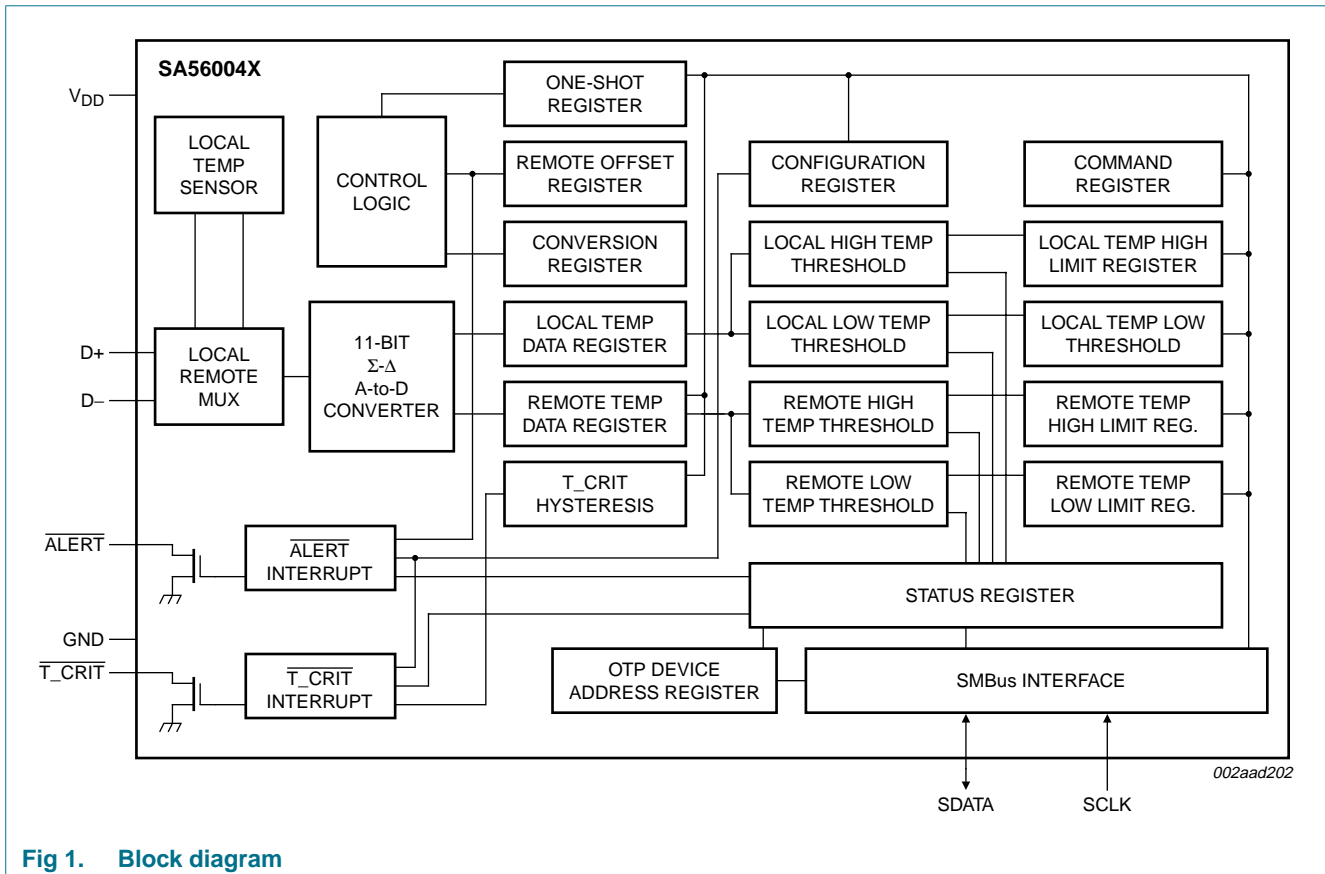 SA56004X
VDD
LOCAL
TEMP
SENSOR
CONTROL
LOGIC
ONE-SHOT
REGISTER
REMOTE OFFSET
REGISTER
CONFIGURATION
REGISTER
COMMAND
REGISTER
CONVERSION
REGISTER
LOCAL HIGH TEMP
THRESHOLD
LOCAL TEMP HIGH
LIMIT REGISTER
D+
D−
LOCAL
REMOTE
MUX
11-BIT
Σ-Δ
A-to-D
CONVERTER
LOCAL TEMP
DATA REGISTER
LOCAL LOW TEMP
THRESHOLD
LOCAL TEMP LOW
THRESHOLD
REMOTE TEMP
DATA REGISTER
REMOTE HIGH
TEMP THRESHOLD
REMOTE TEMP
HIGH LIMIT REG.
T_CRIT
HYSTERESIS
REMOTE LOW
TEMP THRESHOLD
REMOTE TEMP
LOW LIMIT REG.
ALERT
ALERT
INTERRUPT
STATUS REGISTER
GND
T_CRIT
T_CRIT
INTERRUPT
OTP DEVICE
ADDRESS REGISTER
SMBus INTERFACE
002aad202
SDATA
SCLK
Fig 1. Block diagram